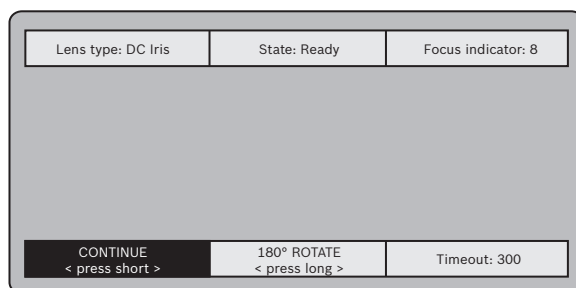 Lens type: DC Iris
State: Ready
Focus indicator: 8
CONTINUE
< press short >
180° ROTATE
< press long >
Timeout: 300